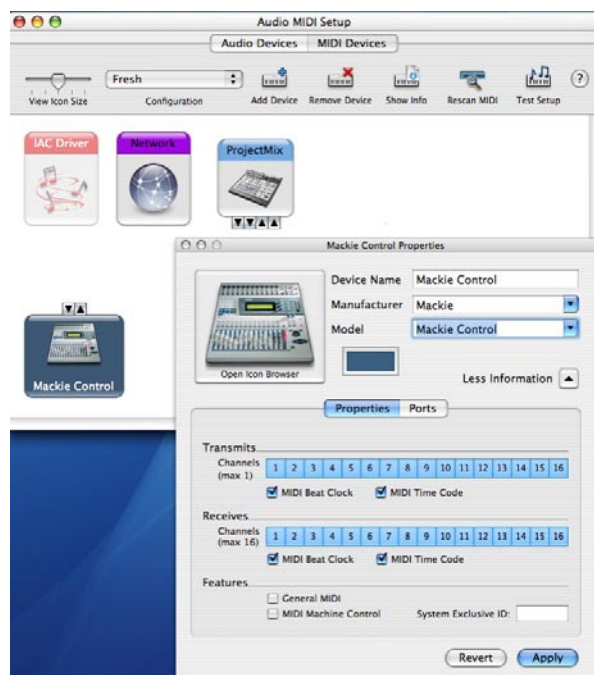 Audio MIDI Setup
Audio Devices MIDI Devices
Fresh
?
View Icon Size Configuration Add Device Remove Device Show Info Rescan MIDI Test Setup
IAC Driver Network ProjectMix
Mackie Control Properties
Device Name Mackie Control
Manufacturer Mackie
Model Mackie Control
Open Icon Browser
Less Information
Mackie Control
Properties Ports
Transmits
Channels 1 2 3 4 5 6 7 8 9 10 11 12 13 14 15 16
(max 1)
MIDI Beat Clock MIDI Time Code
Receives
Channels 1 2 3 4 5 6 7 8 9 10 11 12 13 14 15 16
(max 16)
MIDI Beat Clock MIDI Time Code
Features
General MIDI
MIDI Machine Control System Exclusive ID:
Revert Apply